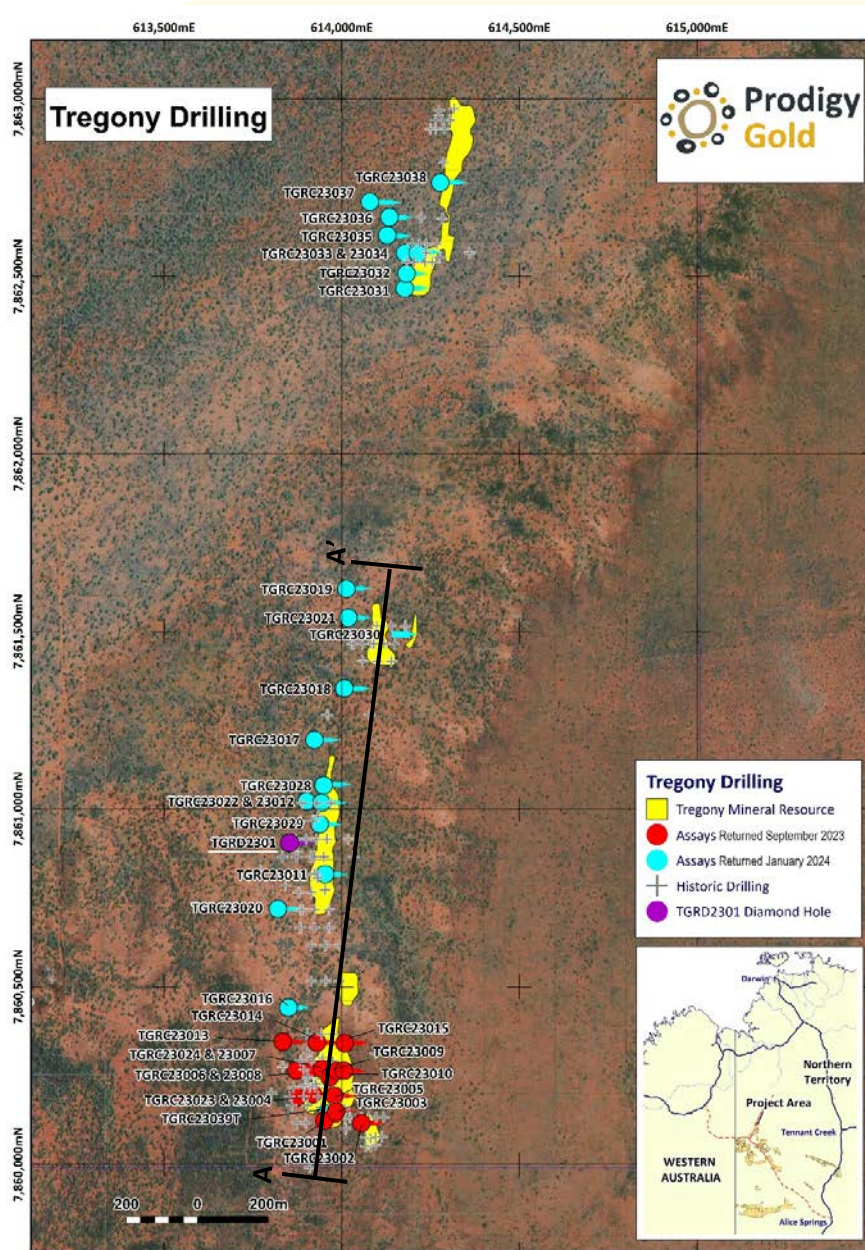 613,500mE
614,000mE
614,500mE
615,000mE
7,863,000mN
7,862,500mN
7,862,000mN
7,861,500mN
7,861,000mN
7,860,500mN
7,860,000mN
Tregony Drilling
Prodigy
Gold
TGRC23038
TGRC23037
TGRC23036
TGRC23035
TGRC23033 & 23034
TGRC23032
TGRC23031
A'
TGRC23019
TGRC23021
TGRC23030
TGRC23018
TGRC23017
TGRC23028
TGRC23022 & 23012
TGRC23029
TGRD2301
TGRC23011
TGRC23020
TGRC23016
TGRC23014
TGRC23013
TGRC23015
TGRC23024 & 23007
TGRC23009
TGRC23006 & 23008
TGRC23010
TGRC23005
TGRC23023 & 23004
TGRC23003
TGRC23039T
TGRC23001
TGRC23002
A
200 0 200m
Tregony Drilling
Tregony Mineral Resource
Assays Returned September 2023
Assays Returned January 2024
Historic Drilling
TGRD2301 Diamond Hole
Darwin
Northern
Territory
Project Area
Tennant Creek
WESTERN
AUSTRALIA
Alice Springs